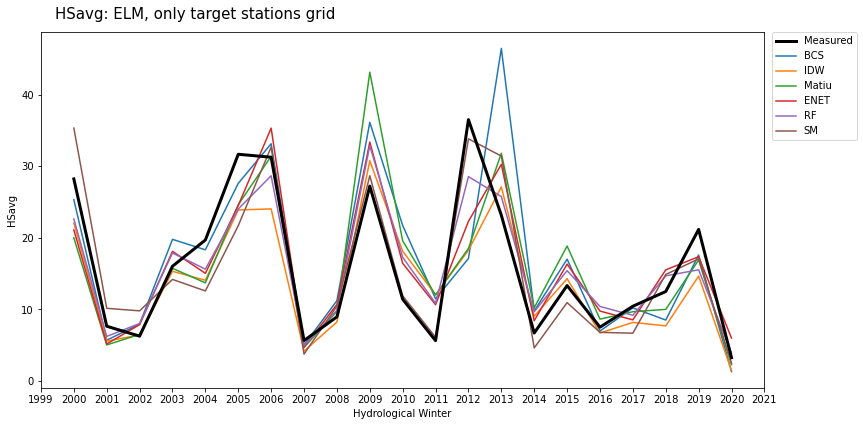 HSavg: ELM, only target stations grid
Measured
BCS
IDW
Matiu
ENET
RF
SM
HSavg
40
30
20
10
0
1999 2000 2001 2002 2003 2004 2005 2006 2007 2008 2009 2010 2011 2012 2013 2014 2015 2016 2017 2018 2019 2020 2021
Hydrological Winter